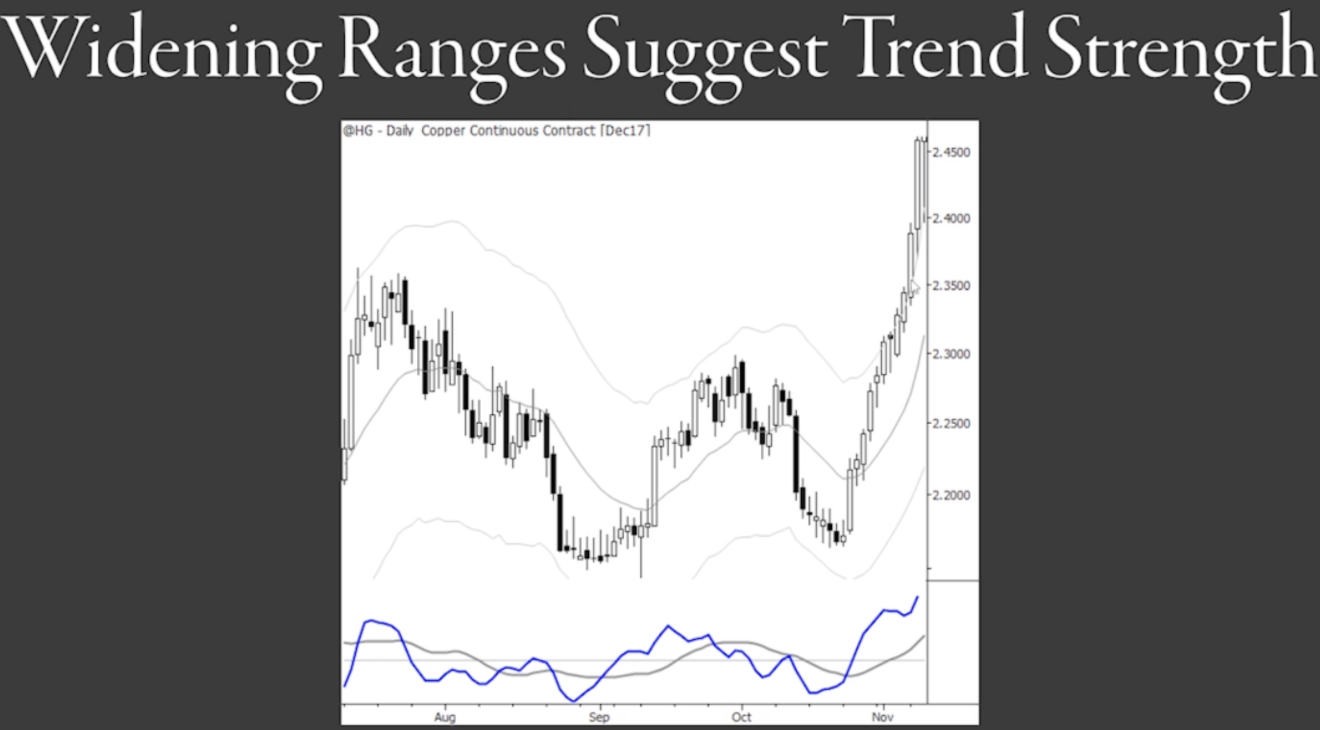 Widening Ranges Suggest Trend Strength
@HG - Daily Copper Continuous Contract [Dec17]
2.4500
2.4000
2.3500
2.3000
2.2500
2.2000
Aug Sep Oct Nov